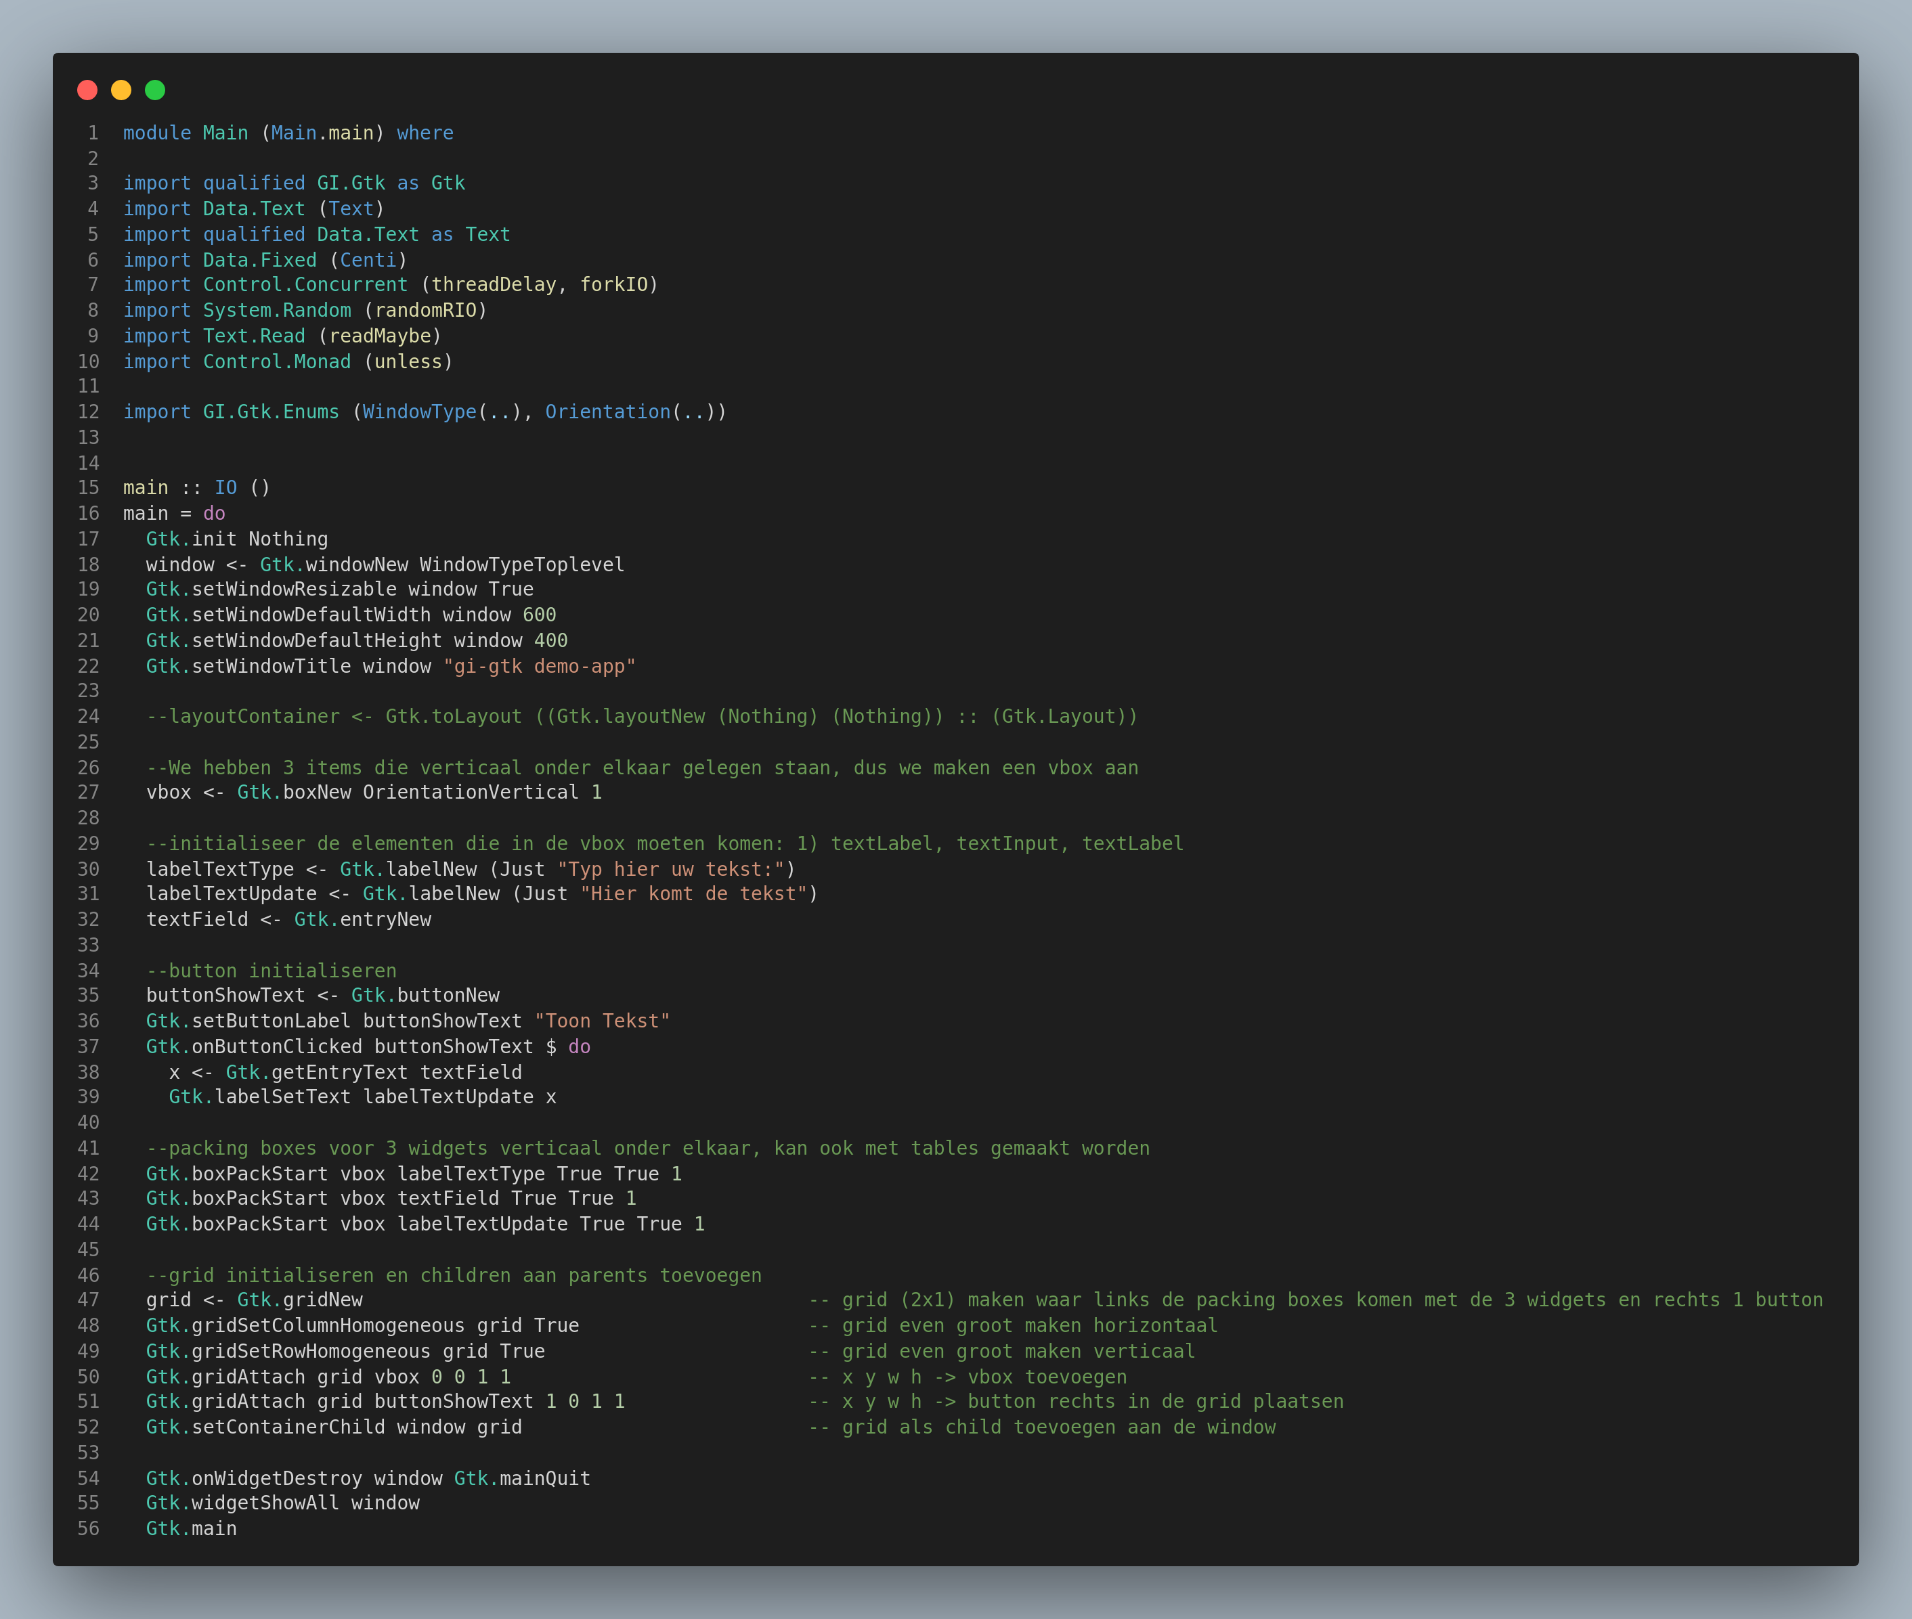 1 module Main (Main.main) where
2
3 import qualified GI.Gtk as Gtk
4 import Data.Text (Text)
5 import qualified Data.Text as Text
6 import Data.Fixed (Centi)
7 import Control.Concurrent (threadDelay, forkIO)
8 import System.Random (randomRIO)
9 import Text.Read (readMaybe)
10 import Control.Monad (unless)
11
12 import GI.Gtk.Enums (WindowType(..), Orientation(..))
13
14
15 main :: IO ()
16 main = do
17   Gtk.init Nothing
18   window <- Gtk.windowNew WindowTypeToplevel
19   Gtk.setWindowResizable window True
20   Gtk.setWindowDefaultWidth window 600
21   Gtk.setWindowDefaultHeight window 400
22   Gtk.setWindowTitle window "gi-gtk demo-app"
23
24   --layoutContainer <- Gtk.toLayout ((Gtk.layoutNew (Nothing) (Nothing)) :: (Gtk.Layout))
25
26   --We hebben 3 items die verticaal onder elkaar gelegen staan, dus we maken een vbox aan
27   vbox <- Gtk.boxNew OrientationVertical 1
28
29   --initialiseer de elementen die in de vbox moeten komen: 1) textLabel, textInput, textLabel
30   labelTextType <- Gtk.labelNew (Just "Typ hier uw tekst:")
31   labelTextUpdate <- Gtk.labelNew (Just "Hier komt de tekst")
32   textField <- Gtk.entryNew
33
34   --button initialiseren
35   buttonShowText <- Gtk.buttonNew
36   Gtk.setButtonLabel buttonShowText "Toon Tekst"
37   Gtk.onButtonClicked buttonShowText $ do
38     x <- Gtk.getEntryText textField
39     Gtk.labelSetText labelTextUpdate x
40
41   --packing boxes voor 3 widgets verticaal onder elkaar, kan ook met tables gemaakt worden
42   Gtk.boxPackStart vbox labelTextType True True 1
43   Gtk.boxPackStart vbox textField True True 1
44   Gtk.boxPackStart vbox labelTextUpdate True True 1
45
46   --grid initialiseren en children aan parents toevoegen
47   grid <- Gtk.gridNew                                       -- grid (2x1) maken waar links de packing boxes komen met de 3 widgets en rechts 1 button
48   Gtk.gridSetColumnHomogeneous grid True                    -- grid even groot maken horizontaal
49   Gtk.gridSetRowHomogeneous grid True                       -- grid even groot maken verticaal
50   Gtk.gridAttach grid vbox 0 0 1 1                          -- x y w h -> vbox toevoegen
51   Gtk.gridAttach grid buttonShowText 1 0 1 1                -- x y w h -> button rechts in de grid plaatsen
52   Gtk.setContainerChild window grid                         -- grid als child toevoegen aan de window
53
54   Gtk.onWidgetDestroy window Gtk.mainQuit
55   Gtk.widgetShowAll window
56   Gtk.main